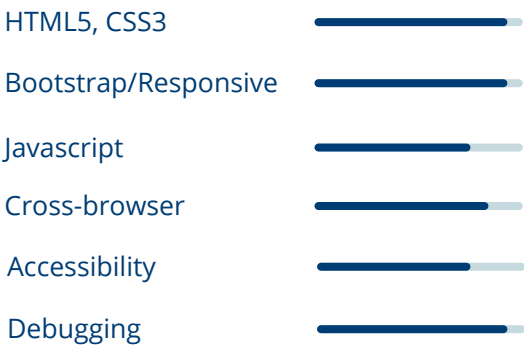 HTML5, CSS3
Bootstrap/Responsive
Javascript
Cross-browser
Accessibility
Debugging